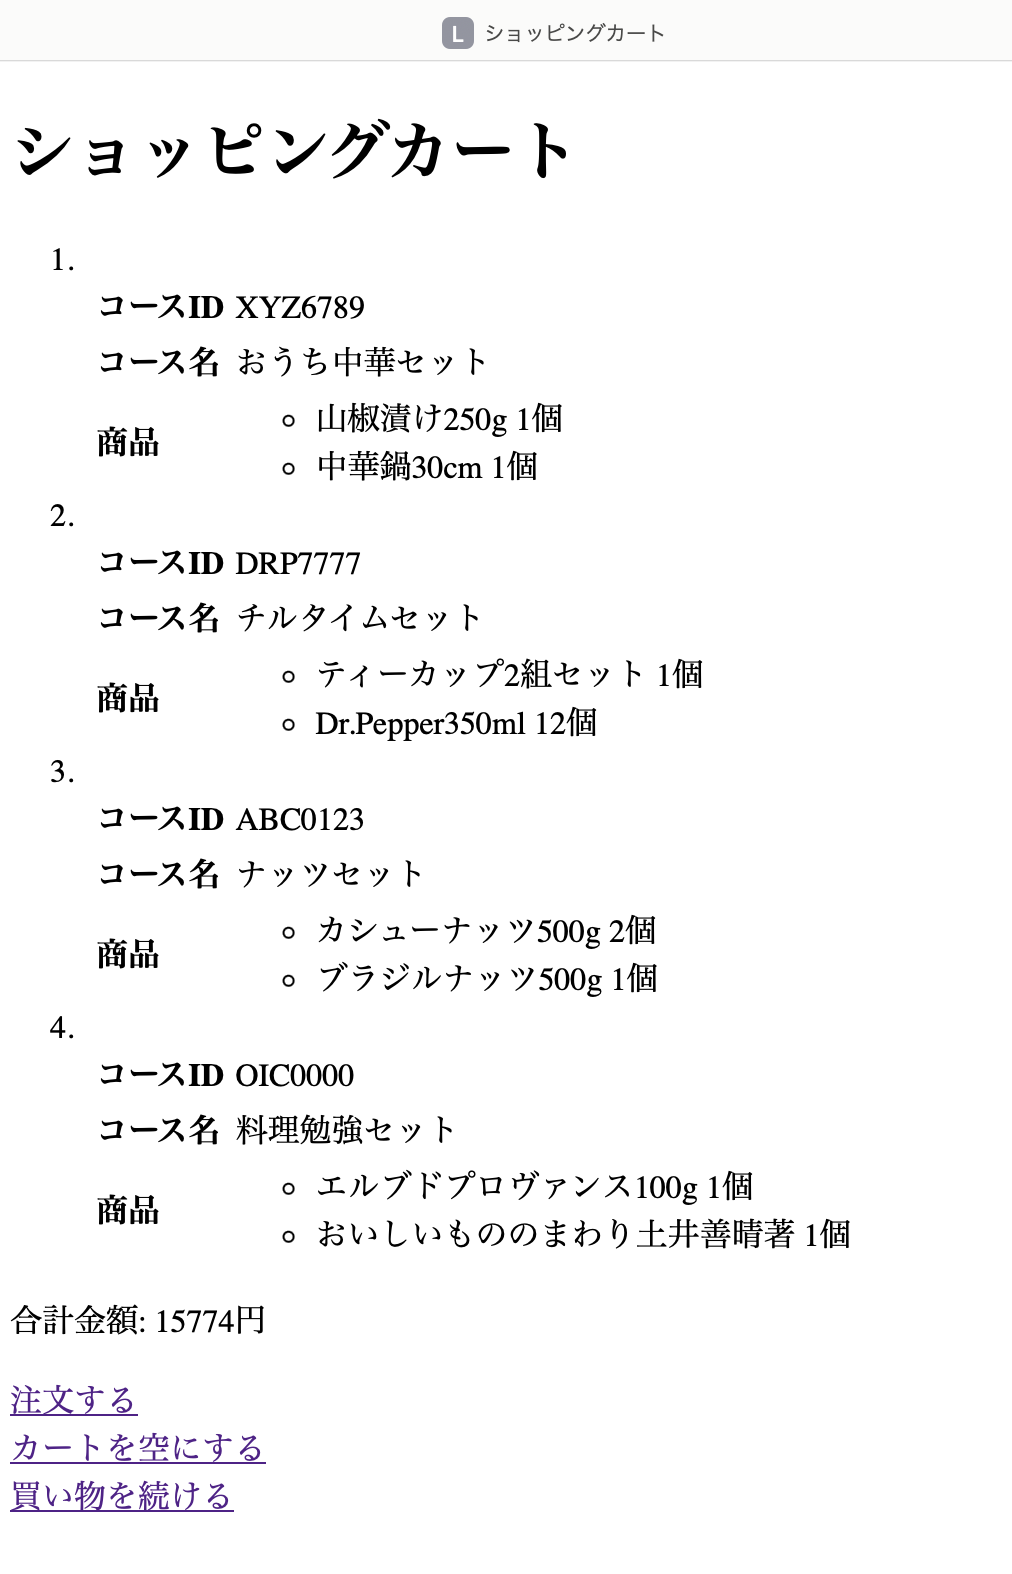 L ショッピングカート
ショッピングカート
1.
コースID XYZ6789
コース名 おうち中華セット
商品
山椒漬け250g 1個
中華鍋30cm 1個
2.
コースID DRP7777
コース名 チルタイムセット
商品
ティーカップ2組セット 1個
Dr.Pepper350ml 12個
3.
コースID ABC0123
コース名 ナッツセット
商品
カシューナッツ500g 2個
ブラジルナッツ500g 1個
4.
コースID OIC0000
コース名 料理勉強セット
商品
エルブドプロヴァンス100g 1個
おいしいもののまわり土井善晴著 1個
合計金額: 15774円
注文する
カートを空にする
買い物を続ける